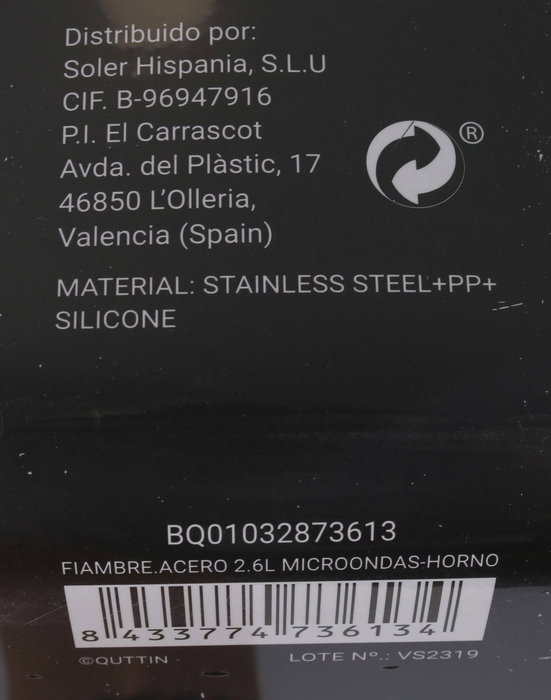 Distribuido por:
Soler Hispania, S.L.U
CIF. B-96947916
P.I. El Carrascot
Avda. del Plàstic, 17
46850 L'Olleria,
Valencia (Spain)
®
MATERIAL: STAINLESS STEEL+PP+
SILICONE
BQ01032873613
FIAMBRE.ACERO 2.6L MICROONDAS-HORNO
8 433774 736134
©QUTTIN
LOTE Nº.: VS2319